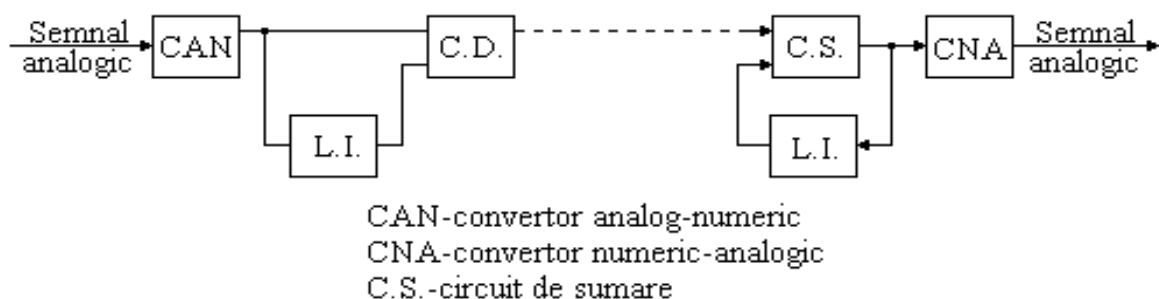 Semnal analogic
CAN
C.D.
C.S.
CNA
Semnal analogic
L.I.
L.I.
CAN-convertor analog-numeric
CNA-convertor numeric-analogic
C.S.-circuit de sumare